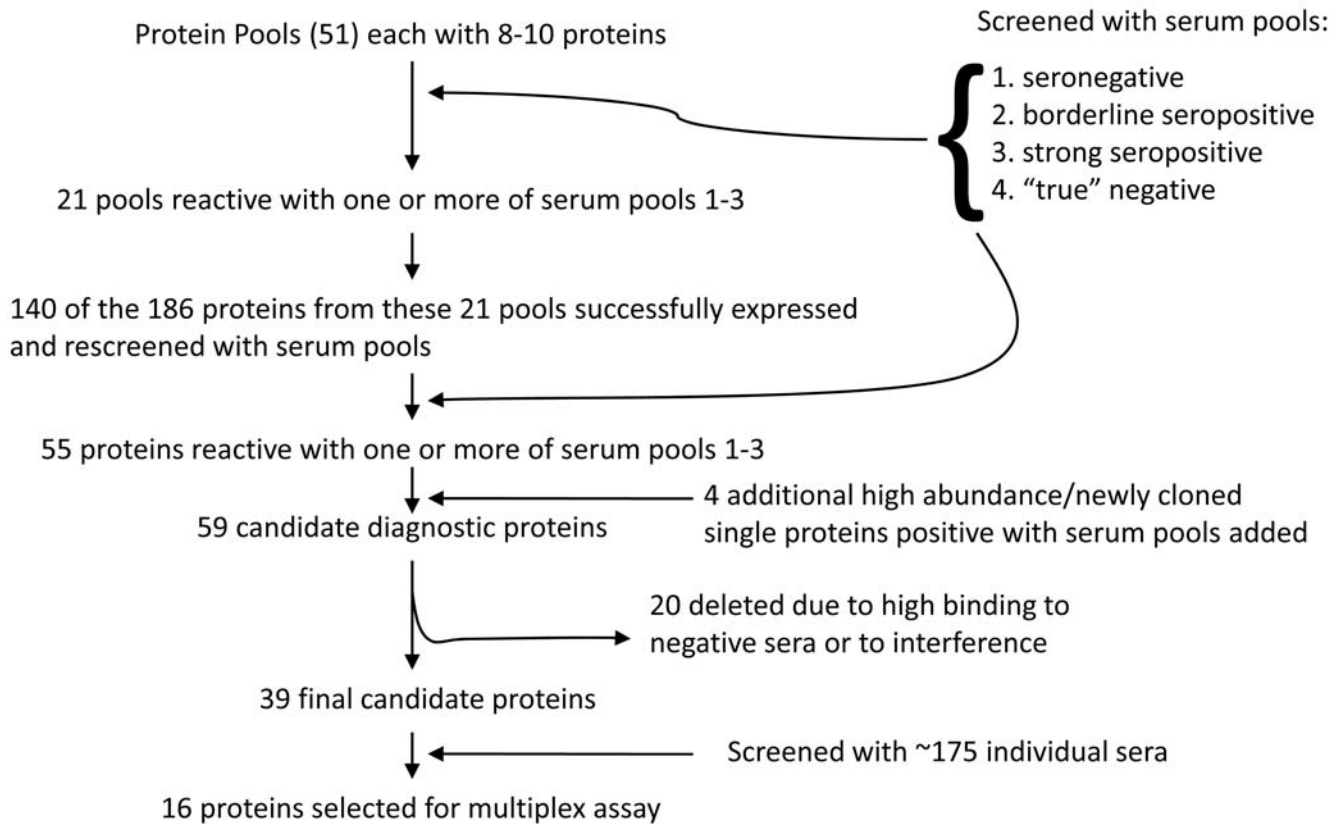 Protein Pools (51) each with 8-10 proteins
Screened with serum pools:
1. seronegative
2. borderline seropositive
3. strong seropositive
4. “true” negative
21 pools reactive with one or more of serum pools 1-3
140 of the 186 proteins from these 21 pools successfully expressed
and rescreened with serum pools
55 proteins reactive with one or more of serum pools 1-3
4 additional high abundance/newly cloned
single proteins positive with serum pools added
59 candidate diagnostic proteins
20 deleted due to high binding to
negative sera or to interference
39 final candidate proteins
Screened with ~175 individual sera
16 proteins selected for multiplex assay